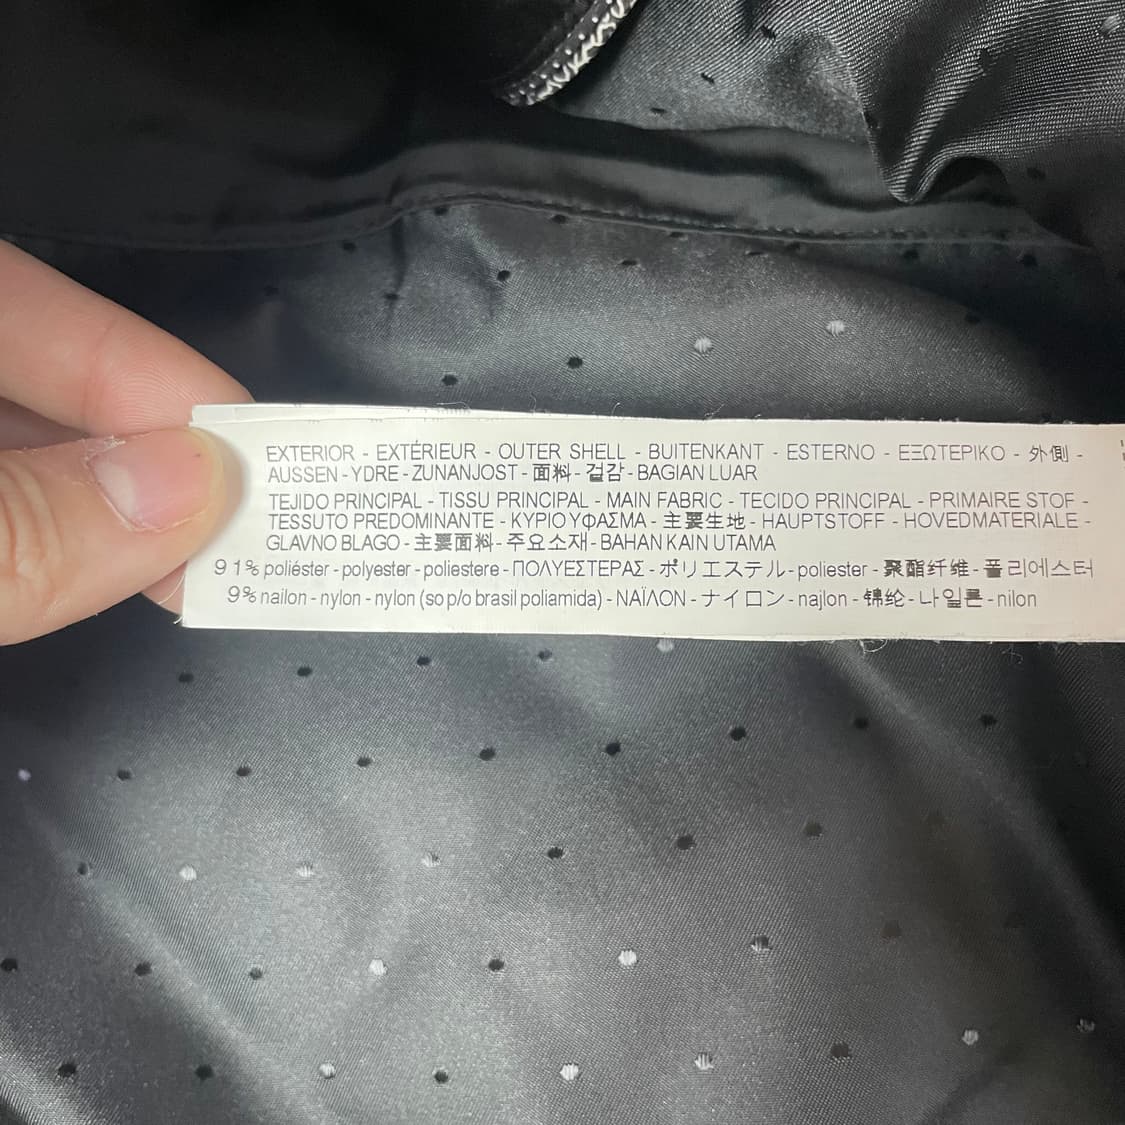 EXTERIOR - EXTÉRIEUR - OUTER SHELL - BUITENKANT - ESTERNO - ΕΞΩΤΕΡΙΚΟ - 外側 -
AUSSEN - YDRE - ZUNANJOST - 面料 - 겉감 - BAGIAN LUAR
TEJIDO PRINCIPAL - TISSU PRINCIPAL - MAIN FABRIC - TECIDO PRINCIPAL - PRIMAIRE STOF -
TESSUTO PREDOMINANTE - ΚΥΡΙΟ ΥφΑΣΜΑ - 主要生地 - HAUPTSTOFF - HOVEDMATERIALE -
GLAVNO BLAGO - 主要面料 - 주요소재 - BAHAN KAIN UTAMA
91% poliéster - polyester - poliestere - ΠΟΛΥΕΣΤΕΡΑΣ - ポリエステル - poliester - 聚酯纤维 - 폴리에스터
9% nailon - nylon - nylon (so p/o brasil poliamida) - ΝΑΪΛΟΝ - ナイロン - najlon - 锦纶 - 나일론 - nilon